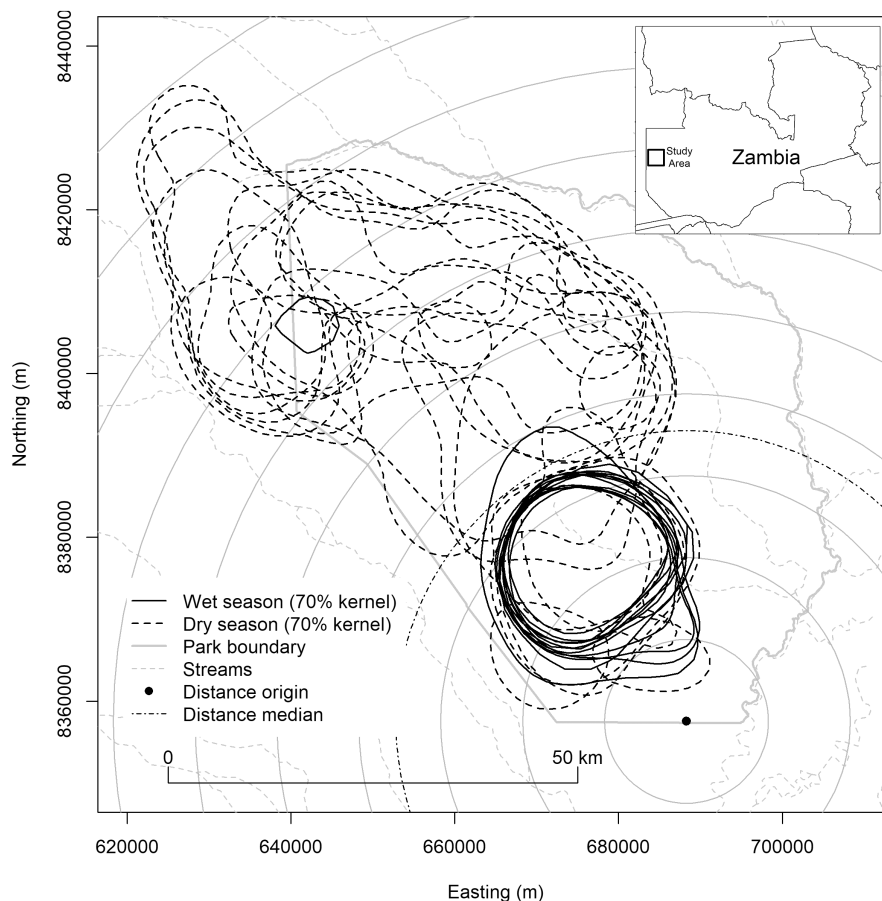 8440000
8420000
8400000
8380000
8360000
Northing (m)
Study
Area
Zambia
Wet season (70% kernel)
Dry season (70% kernel)
Park boundary
Streams
Distance origin
Distance median
0
50 km
620000
640000
660000
680000
700000
Easting (m)